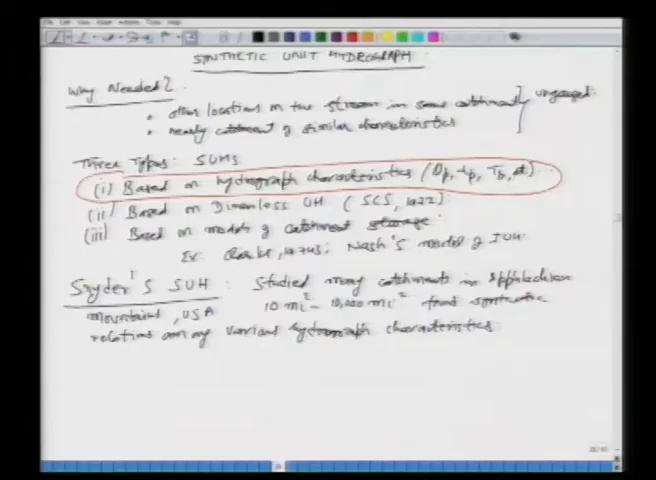 SYNTHETIC UNIT HYDROGRAPH
Why Needed?
• other locations on the stream in same catchment
• nearby catchment of similar characteristics
ungauged
Three Types: SUHS
(i) Based on hydrograph characteristics (Qp, tp, Tb, etc)
(ii) Based on Dimenless UH (SCS, 1972)
(iii) Based on models of catchment storage
Ex: Clark, Nash's model of IUH
Snyder's SUH: Studied many catchments in Appalachian
mountains, USA 10 mi² - 10,000 mi² found synthetic
relations among various hydrograph characteristics